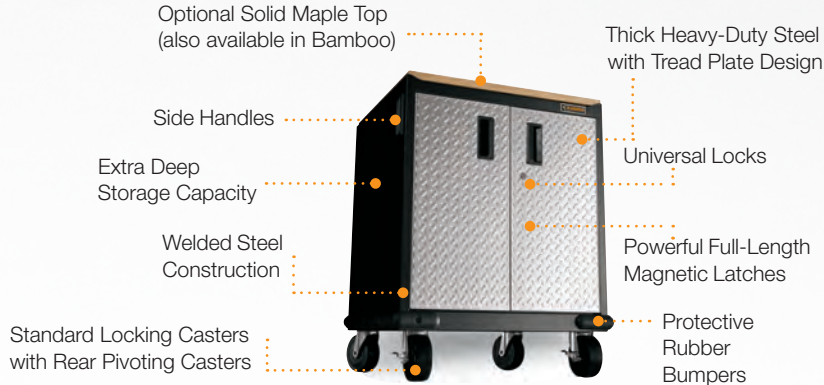 Optional Solid Maple Top
(also available in Bamboo)
Thick Heavy-Duty Steel
with Tread Plate Design
Side Handles
Universal Locks
Extra Deep
Storage Capacity
Welded Steel
Construction
Powerful Full-Length
Magnetic Latches
Standard Locking Casters
with Rear Pivoting Casters
Protective
Rubber
Bumpers